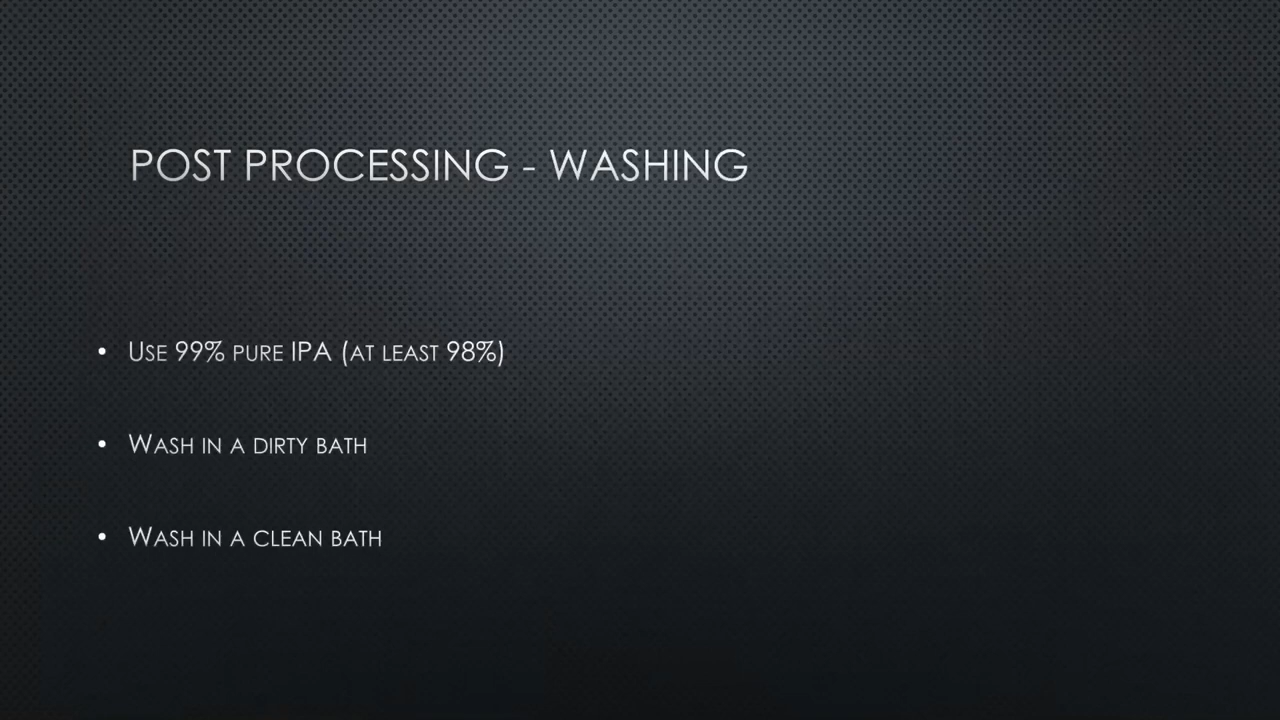 POST PROCESSING - WASHING
• USE 99% PURE IPA (AT LEAST 98%)
• WASH IN A DIRTY BATH
• WASH IN A CLEAN BATH